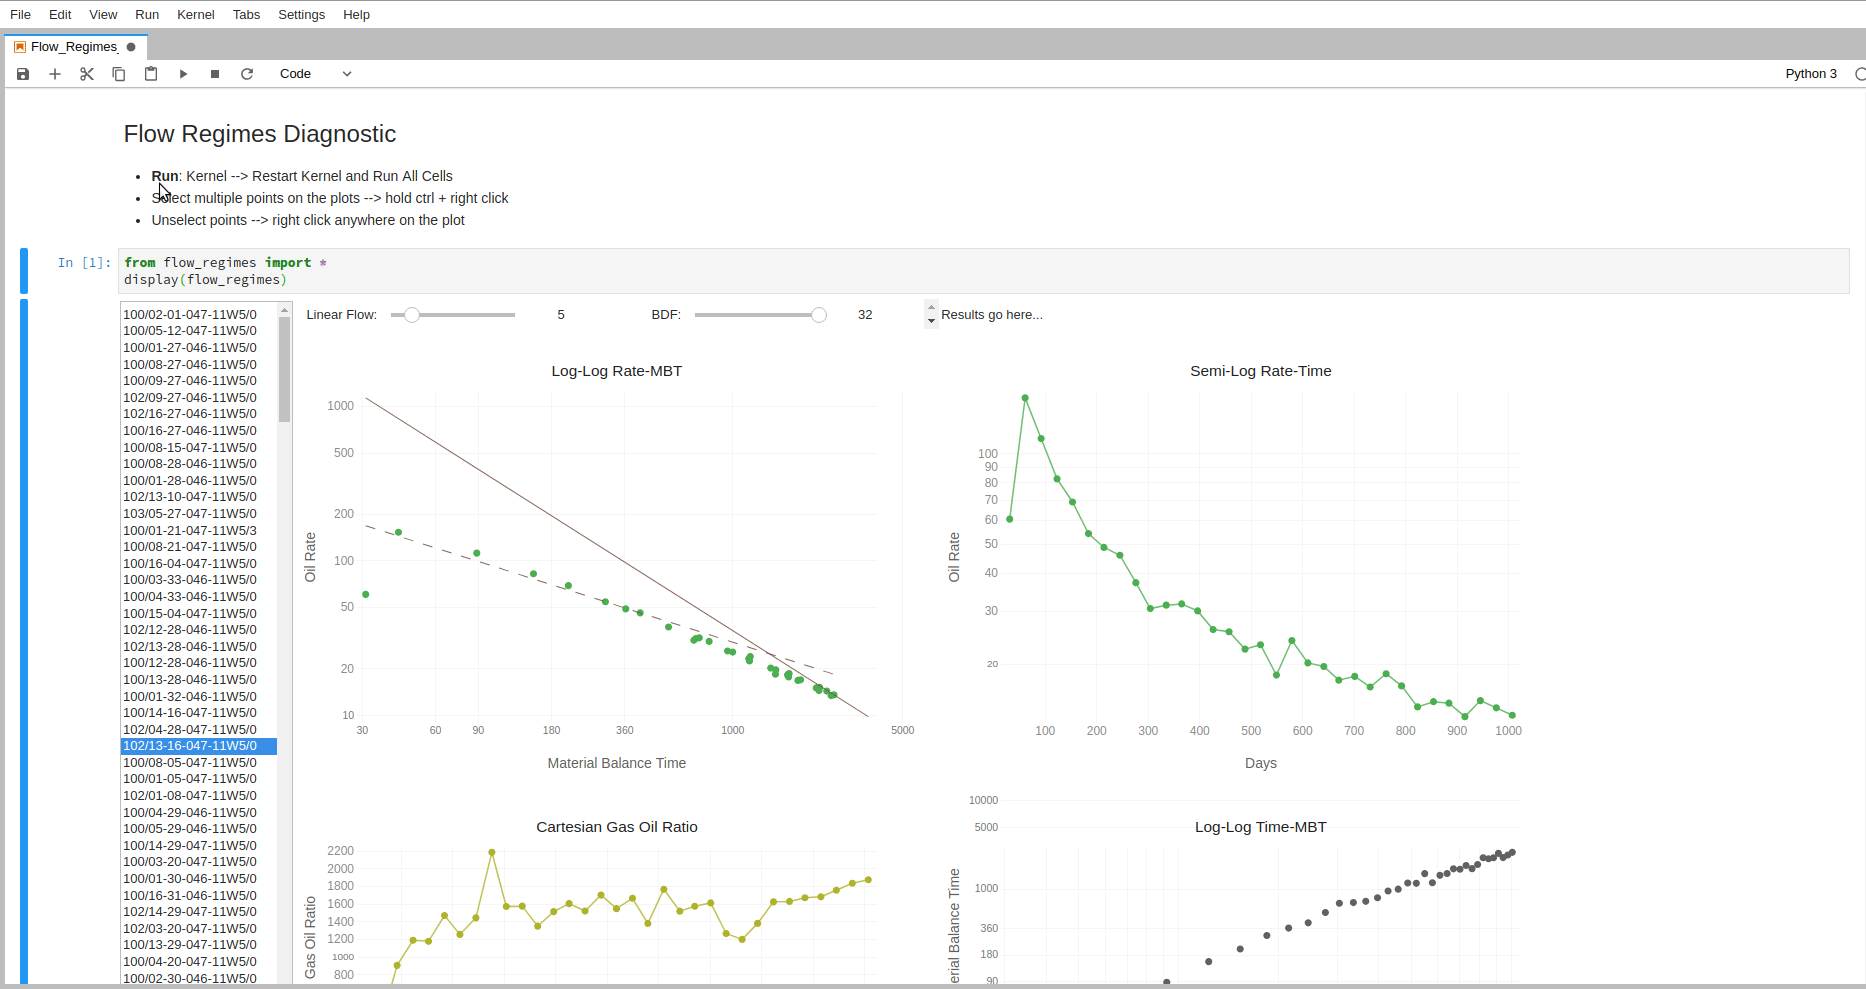 File Edit View Run Kernel Tabs Settings Help
Flow_Regimes_
Code
Python 3
Flow Regimes Diagnostic
Run: Kernel --> Restart Kernel and Run All Cells
Select multiple points on the plots --> hold ctrl + right click
Unselect points --> right click anywhere on the plot
In [1]:
from flow_regimes import *
display(flow_regimes)
100/02-01-047-11W5/0
100/05-12-047-11W5/0
100/01-27-046-11W5/0
100/08-27-046-11W5/0
100/09-27-046-11W5/0
102/09-27-046-11W5/0
102/16-27-046-11W5/0
100/16-27-046-11W5/0
100/08-15-047-11W5/0
100/08-28-046-11W5/0
100/01-28-046-11W5/0
102/13-10-047-11W5/0
103/05-27-047-11W5/0
100/01-21-047-11W5/3
100/08-21-047-11W5/0
100/16-04-047-11W5/0
100/03-33-046-11W5/0
100/04-33-046-11W5/0
100/15-04-047-11W5/0
102/12-28-046-11W5/0
102/13-28-046-11W5/0
100/12-28-046-11W5/0
100/13-28-046-11W5/0
100/01-32-046-11W5/0
100/14-16-047-11W5/0
102/04-28-047-11W5/0
102/13-16-047-11W5/0
100/08-05-047-11W5/0
100/01-05-047-11W5/0
102/01-08-047-11W5/0
100/04-29-046-11W5/0
100/05-29-046-11W5/0
100/14-29-046-11W5/0
100/03-20-047-11W5/0
100/01-30-046-11W5/0
100/16-31-046-11W5/0
102/14-29-047-11W5/0
102/03-20-047-11W5/0
100/13-29-047-11W5/0
100/04-20-047-11W5/0
100/02-30-046-11W5/0
Linear Flow: 5
BDF: 32
Results go here...
Log-Log Rate-MBT
1000
500
200
100
50
20
10
Oil Rate
30 60 90 180 360 1000 5000
Material Balance Time
Semi-Log Rate-Time
100
90
80
70
60
50
40
30
20
Oil Rate
100 200 300 400 500 600 700 800 900 1000
Days
Cartesian Gas Oil Ratio
2200
2000
1800
1600
1400
1200
1000
800
Gas Oil Ratio
Log-Log Time-MBT
10000
5000
1000
360
180
90
erial Balance Time